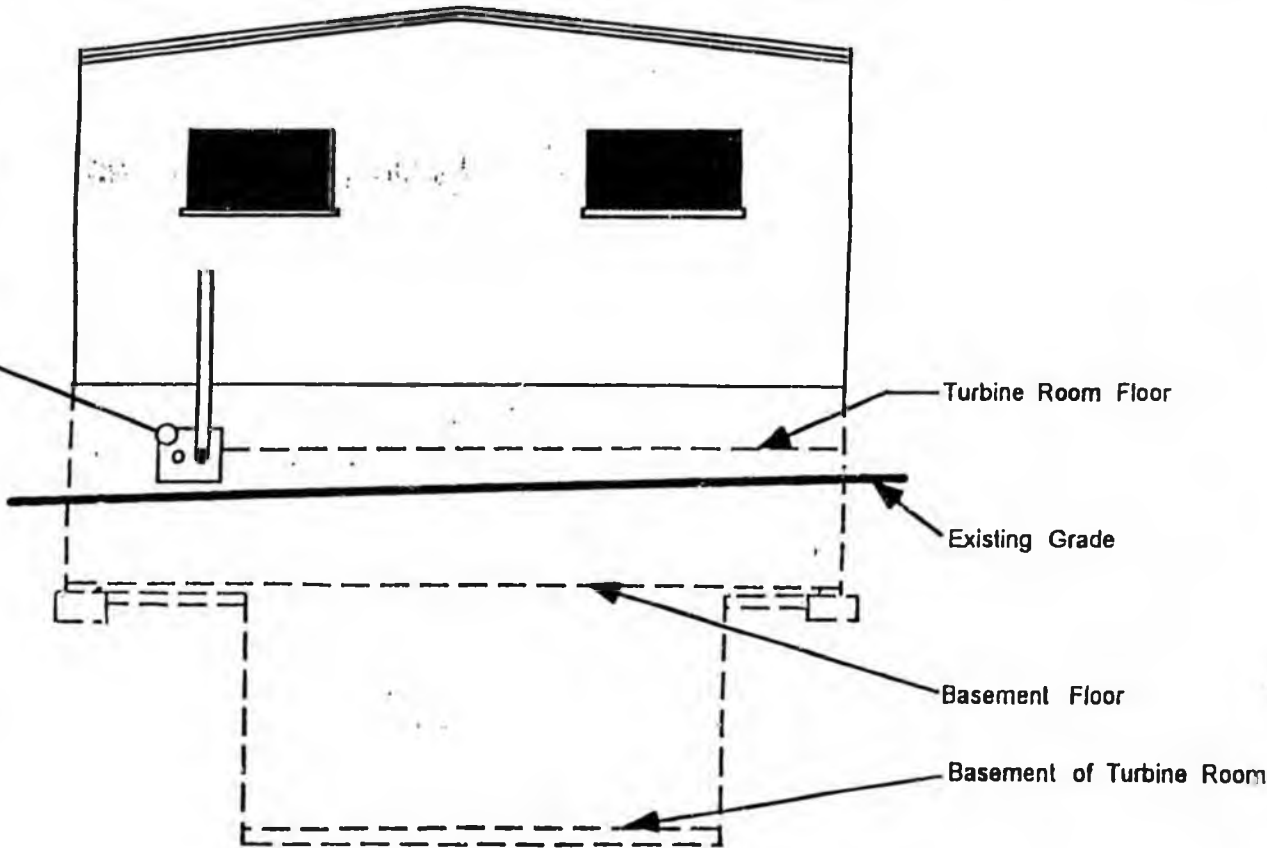 Turbine Room Floor
Existing Grade
Basement Floor
Basement of Turbine Room